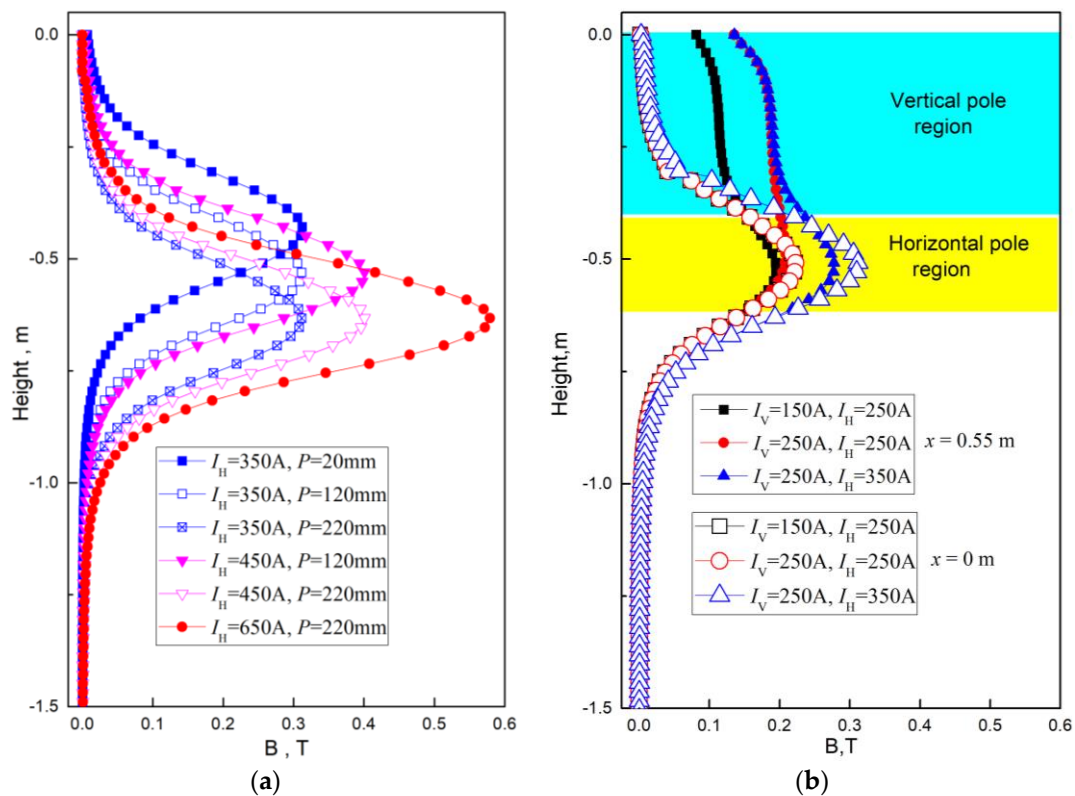 0.0
-0.5
-1.0
-1.5
Height , m
0.0 0.1 0.2 0.3 0.4 0.5 0.6
B , T
I_H=350A, P=20mm
I_H=350A, P=120mm
I_H=350A, P=220mm
I_H=450A, P=120mm
I_H=450A, P=220mm
I_H=650A, P=220mm
(a)
0.0
-0.5
-1.0
-1.5
Height,m
0.0 0.1 0.2 0.3 0.4 0.5 0.6
B,T
Vertical pole
region
Horizontal pole
region
I_V=150A, I_H=250A
I_V=250A, I_H=250A
I_V=250A, I_H=350A
x = 0.55 m
I_V=150A, I_H=250A
I_V=250A, I_H=250A
I_V=250A, I_H=350A
x = 0 m
(b)